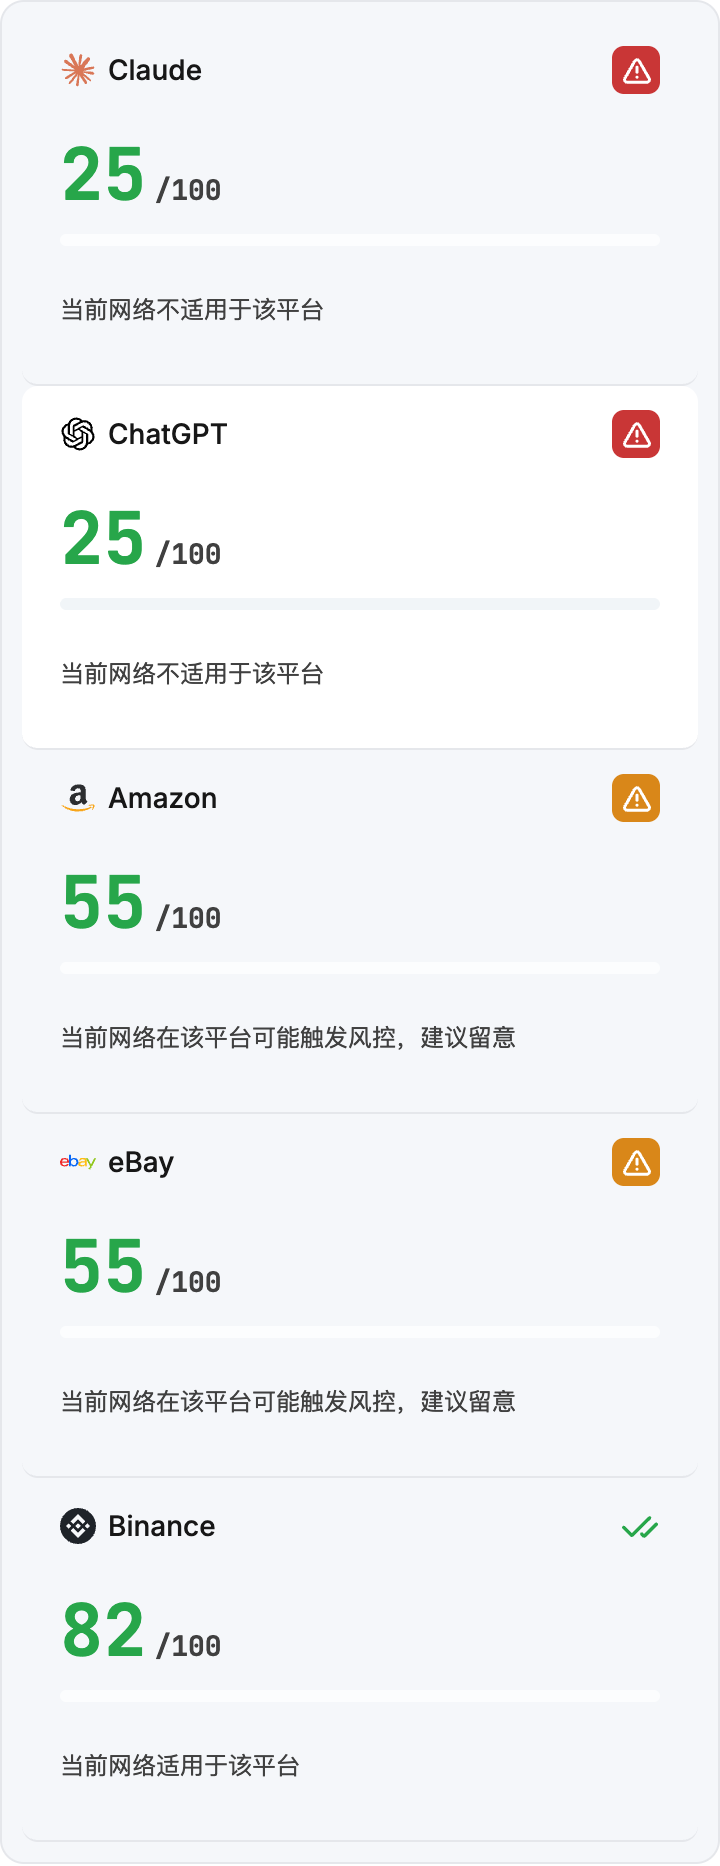 Claude
25 /100
当前网络不适用于该平台
ChatGPT
25 /100
当前网络不适用于该平台
a Amazon
55 /100
当前网络在该平台可能触发风控，建议留意
ebay eBay
55 /100
当前网络在该平台可能触发风控，建议留意
Binance
82 /100
当前网络适用于该平台